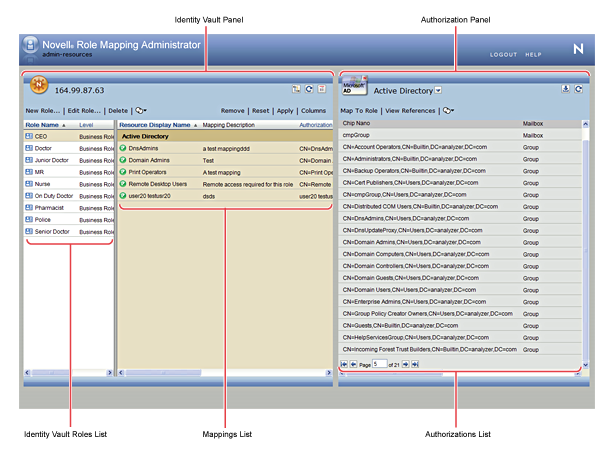 Identity Vault Panel
Authorization Panel
Novell® Role Mapping Administrator
admin-resources
LOGOUT HELP
N
164.99.87.63
Microsoft AD
Active Directory
New Role... | Edit Role... | Delete |
Remove | Reset | Apply | Columns
Map To Role | View References |
Role Name Level
Resource Display Name Mapping Description Authorization
Chip Nano Mailbox
CEO Business Role
Doctor Business Role
Junior Doctor Business Role
MR Business Role
Nurse Business Role
On Duty Doctor Business Role
Pharmacist Business Role
Police Business Role
Senior Doctor Business Role
Active Directory
DnsAdmins a test mappingddd CN=DnsAdmi
Domain Admins Test CN=Domain
Print Operators A test mapping CN=Print Ope
Remote Desktop Users Remote access required for this role CN=Remote
user20 testusr20 dsds user20 testus
cmpGroup Mailbox
CN=Account Operators,CN=Builtin,DC=analyzer,DC=com Group
CN=Administrators,CN=Builtin,DC=analyzer,DC=com Group
CN=Backup Operators,CN=Builtin,DC=analyzer,DC=com Group
CN=Cert Publishers,CN=Users,DC=analyzer,DC=com Group
CN=cmpGroup,CN=Users,DC=analyzer,DC=com Group
CN=Distributed COM Users,CN=Builtin,DC=analyzer,DC=com Group
CN=DnsAdmins,CN=Users,DC=analyzer,DC=com Group
CN=DnsUpdateProxy,CN=Users,DC=analyzer,DC=com Group
CN=Domain Admins,CN=Users,DC=analyzer,DC=com Group
CN=Domain Computers,CN=Users,DC=analyzer,DC=com Group
CN=Domain Controllers,CN=Users,DC=analyzer,DC=com Group
CN=Domain Guests,CN=Users,DC=analyzer,DC=com Group
CN=Domain Users,CN=Users,DC=analyzer,DC=com Group
CN=Enterprise Admins,CN=Users,DC=analyzer,DC=com Group
CN=Group Policy Creator Owners,CN=Users,DC=analyzer,DC=com Group
CN=Guests,CN=Builtin,DC=analyzer,DC=com Group
CN=HelpServicesGroup,CN=Users,DC=analyzer,DC=com Group
CN=Incoming Forest Trust Builders,CN=Builtin,DC=analyzer,DC=com Group
Page 5 of 21
Identity Vault Roles List
Mappings List
Authorizations List